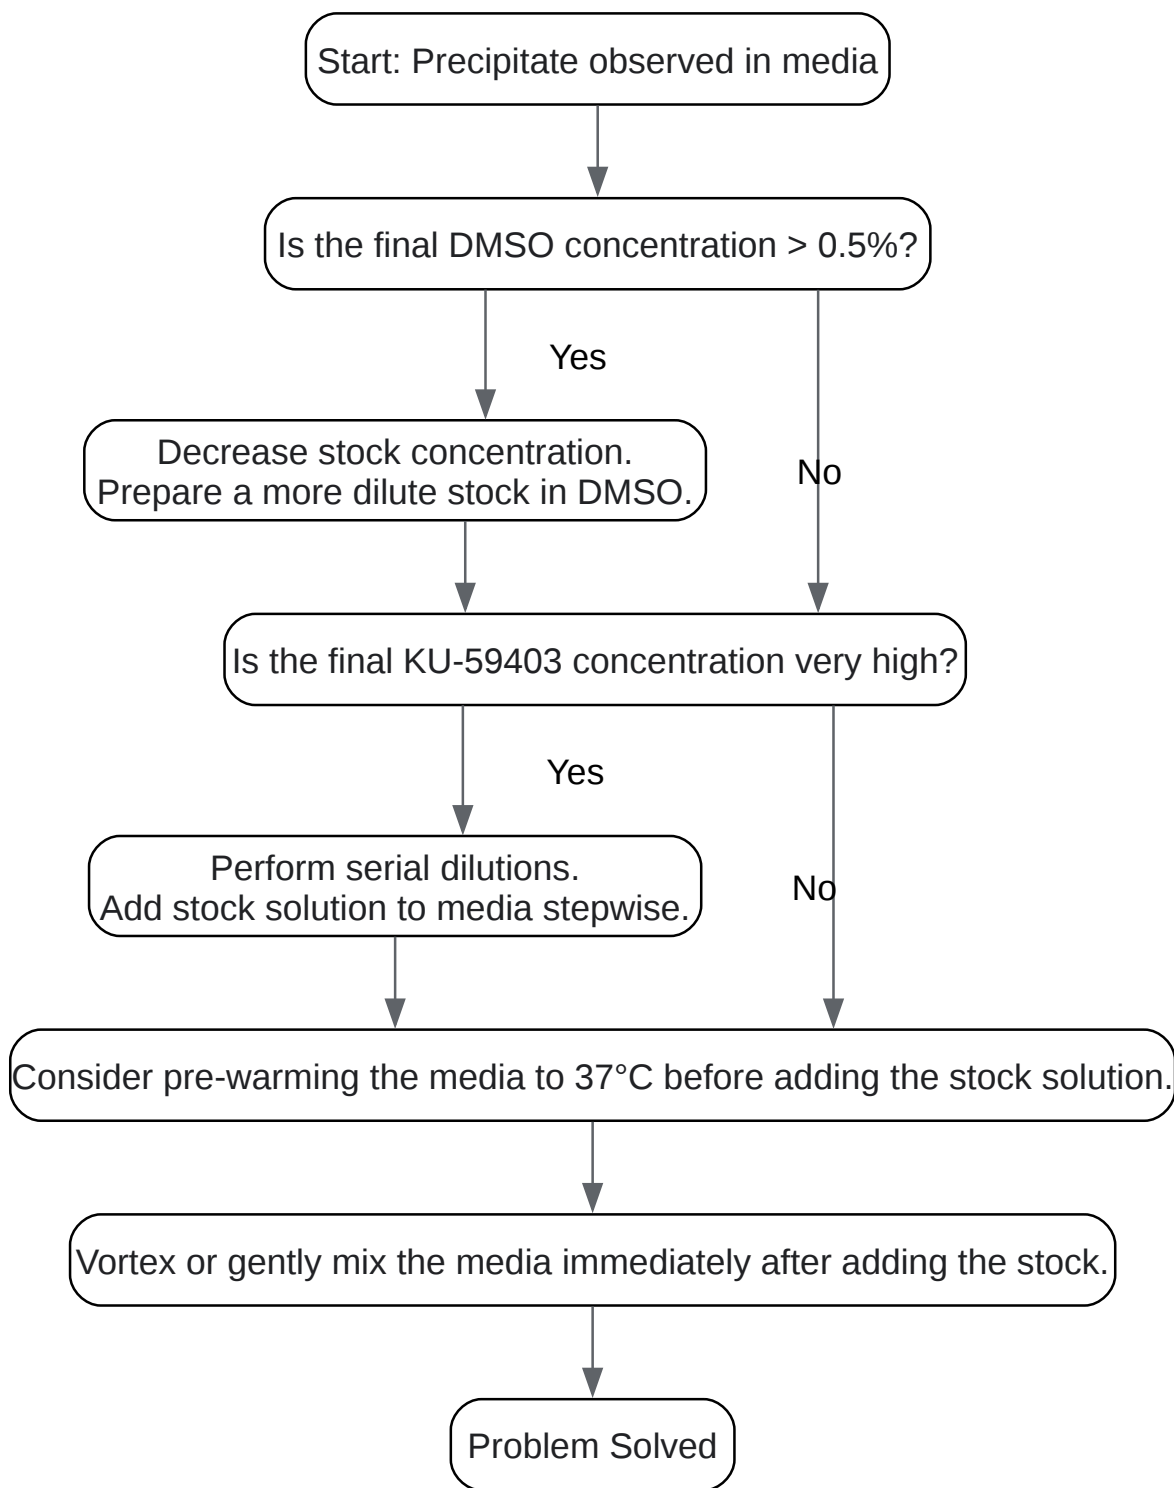 Start: Precipitate observed in media
Is the final DMSO concentration > 0.5%?
Yes
Decrease stock concentration.
Prepare a more dilute stock in DMSO.
No
Is the final KU-59403 concentration very high?
Yes
Perform serial dilutions.
Add stock solution to media stepwise.
No
Consider pre-warming the media to 37°C before adding the stock solution.
Vortex or gently mix the media immediately after adding the stock.
Problem Solved